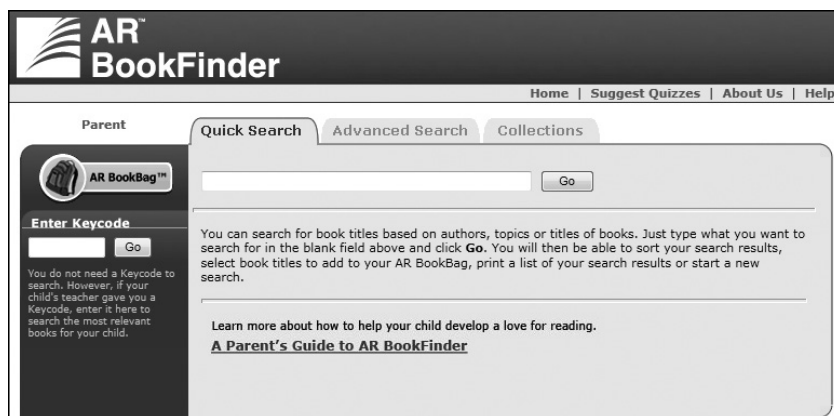 AR™
BookFinder
Home | Suggest Quizzes | About Us | Help
Parent
Quick Search
Advanced Search
Collections
AR BookBag™
Go
Enter Keycode
Go
You do not need a Keycode to
search. However, if your
child's teacher gave you a
Keycode, enter it here to
search the most relevant
books for your child.
You can search for book titles based on authors, topics or titles of books. Just type what you want to
search for in the blank field above and click Go. You will then be able to sort your search results,
select book titles to add to your AR BookBag, print a list of your search results or start a new
search.
Learn more about how to help your child develop a love for reading.
A Parent's Guide to AR BookFinder